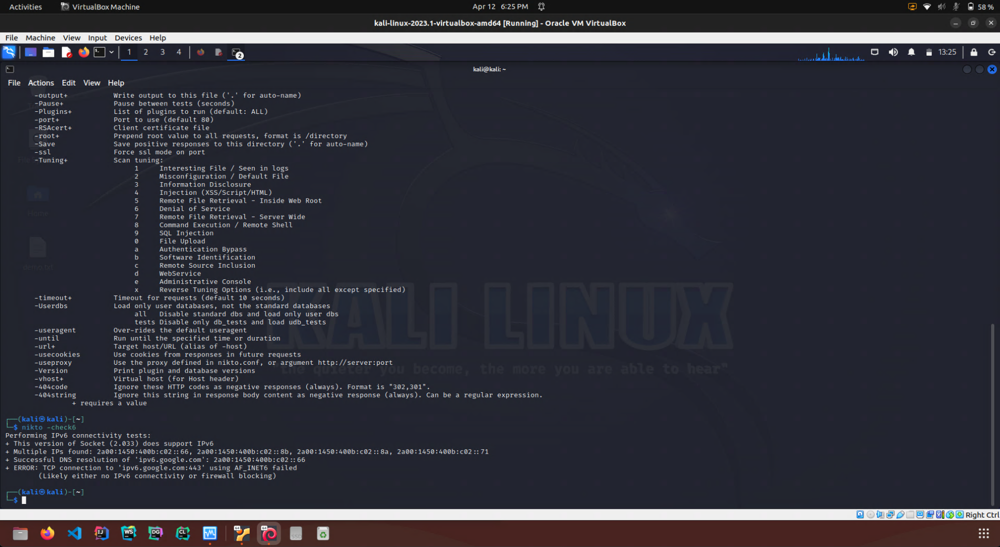 Activities VirtualBox Machine Apr 12 6:25 PM 58 %
kali-linux-2023.1-virtualbox-amd64 [Running] - Oracle VM VirtualBox
File Machine View Input Devices Help
1 2 3 4 2 13:25
kali@kali: ~
File Actions Edit View Help
-output+ Write output to this file ('.' for auto-name)
-Pause+ Pause between tests (seconds)
-Plugins+ List of plugins to run (default: ALL)
-port+ Port to use (default 80)
-RSAcert+ Client certificate file
-root+ Prepend root value to all requests, format is /directory
-Save Save positive responses to this directory ('.' for auto-name)
-ssl Force ssl mode on port
-Tuning+ Scan tuning:
1 Interesting File / Seen in logs
2 Misconfiguration / Default File
3 Information Disclosure
4 Injection (XSS/Script/HTML)
5 Remote File Retrieval - Inside Web Root
6 Denial of Service
7 Remote File Retrieval - Server Wide
8 Command Execution / Remote Shell
9 SQL Injection
0 File Upload
a Authentication Bypass
b Software Identification
c Remote Source Inclusion
d WebService
e Administrative Console
x Reverse Tuning Options (i.e., include all except specified)
-timeout+ Timeout for requests (default 10 seconds)
-Userdbs Load only user databases, not the standard databases
all Disable standard dbs and load only user dbs
tests Disable only db_tests and load udb_tests
-useragent Over-rides the default useragent
-until Run until the specified time or duration
-url+ Target host/URL (alias of -host)
-usecookies Use cookies from responses in future requests
-useproxy Use the proxy defined in nikto.conf, or argument http://server:port
-Version Print plugin and database versions
-vhost+ Virtual host (for Host header)
-404code Ignore these HTTP codes as negative responses (always). Format is "302,301".
-404string Ignore this string in response body content as negative response (always). Can be a regular expression.
+ requires a value
Home
demo.txt
KALI LINUX
"the quieter you become, the more you are able to hear"
┌──(kali㉿kali)-[~]
└─$ nikto -check6
Performing IPv6 connectivity tests:
+ This version of Socket (2.033) does support IPv6
+ Multiple IPs found: 2a00:1450:400b:c02::66, 2a00:1450:400b:c02::8b, 2a00:1450:400b:c02::8a, 2a00:1450:400b:c02::71
+ Successful DNS resolution of 'ipv6.google.com': 2a00:1450:400b:c02::66
+ ERROR: TCP connection to 'ipv6.google.com:443' using AF_INET6 failed
(Likely either no IPv6 connectivity or firewall blocking)
┌──(kali㉿kali)-[~]
└─$
Right Ctrl
IJ WS DG CL 64 64 SSD